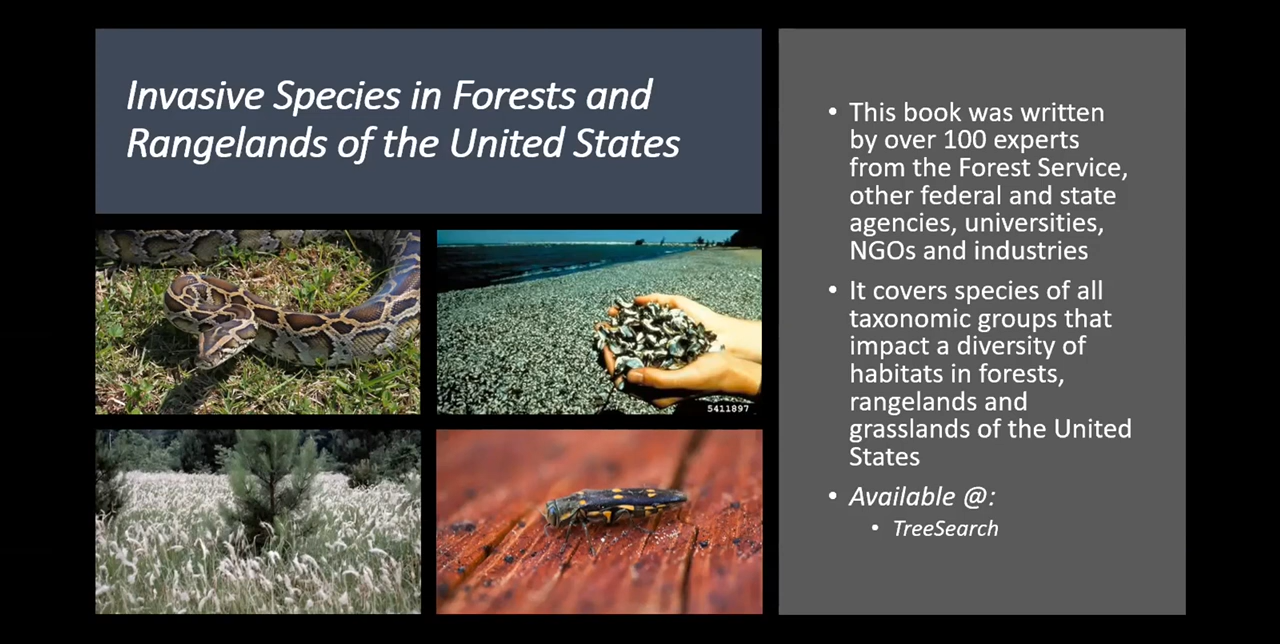 Invasive Species in Forests and
Rangelands of the United States
5411897
• This book was written
by over 100 experts
from the Forest Service,
other federal and state
agencies, universities,
NGOs and industries
• It covers species of all
taxonomic groups that
impact a diversity of
habitats in forests,
rangelands and
grasslands of the United
States
• Available @:
• TreeSearch